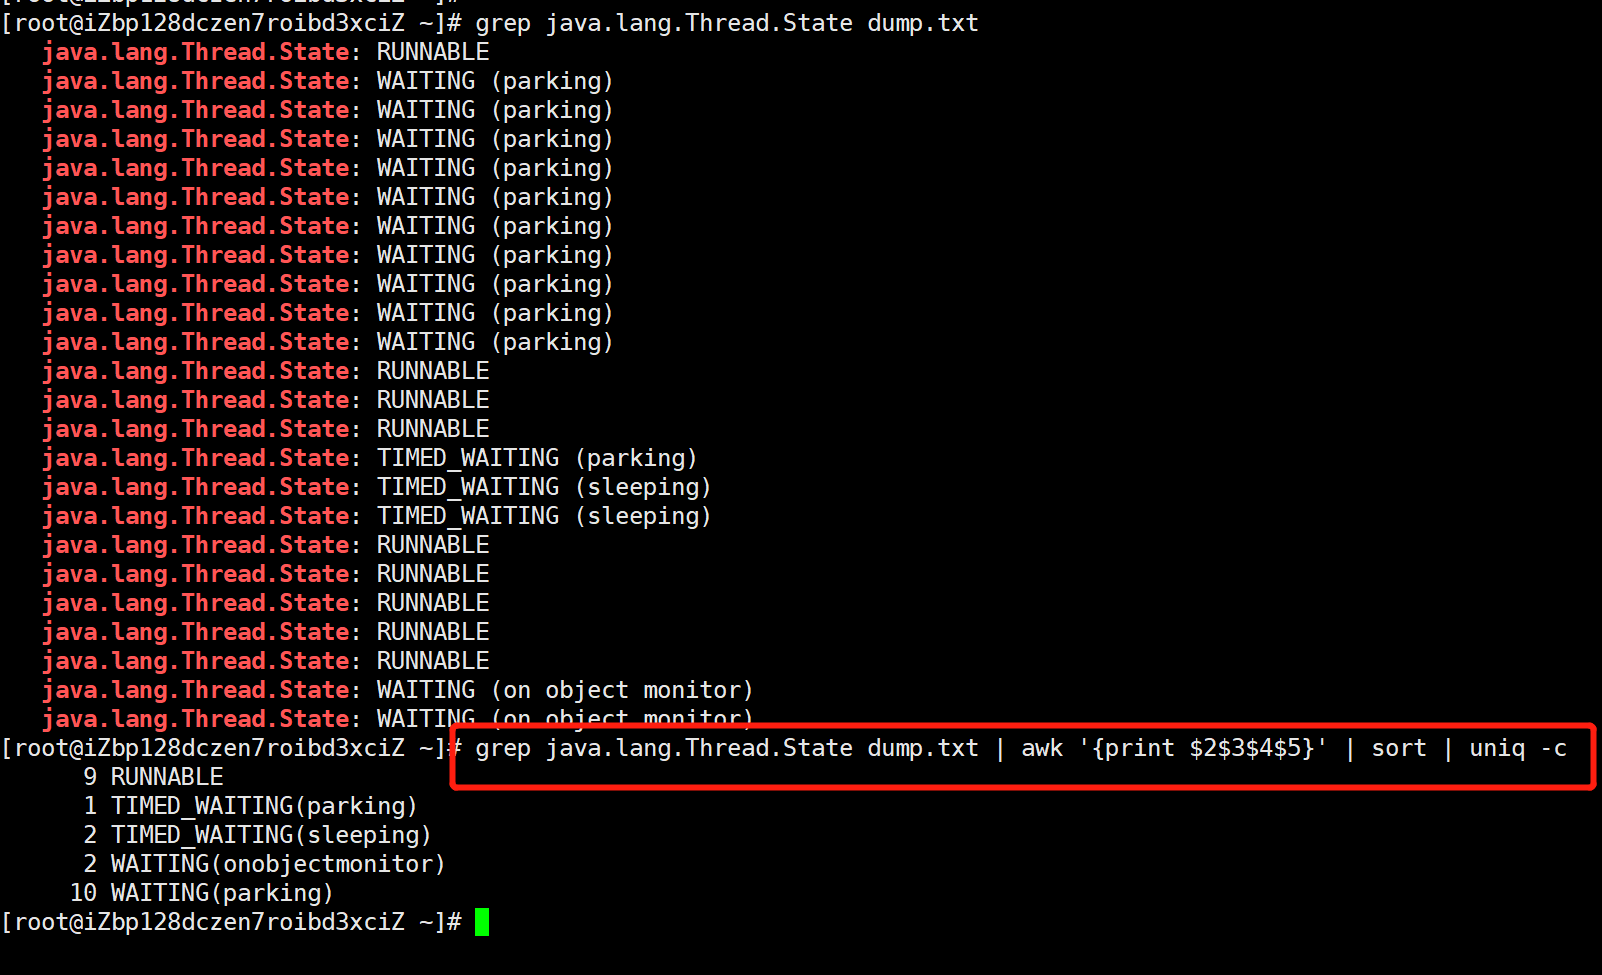 [root@iZbp128dczen7roibd3xciZ ~]#
[root@iZbp128dczen7roibd3xciZ ~]# grep java.lang.Thread.State dump.txt
java.lang.Thread.State: RUNNABLE
java.lang.Thread.State: WAITING (parking)
java.lang.Thread.State: WAITING (parking)
java.lang.Thread.State: WAITING (parking)
java.lang.Thread.State: WAITING (parking)
java.lang.Thread.State: WAITING (parking)
java.lang.Thread.State: WAITING (parking)
java.lang.Thread.State: WAITING (parking)
java.lang.Thread.State: WAITING (parking)
java.lang.Thread.State: WAITING (parking)
java.lang.Thread.State: WAITING (parking)
java.lang.Thread.State: RUNNABLE
java.lang.Thread.State: RUNNABLE
java.lang.Thread.State: RUNNABLE
java.lang.Thread.State: TIMED_WAITING (parking)
java.lang.Thread.State: TIMED_WAITING (sleeping)
java.lang.Thread.State: TIMED_WAITING (sleeping)
java.lang.Thread.State: RUNNABLE
java.lang.Thread.State: RUNNABLE
java.lang.Thread.State: RUNNABLE
java.lang.Thread.State: RUNNABLE
java.lang.Thread.State: RUNNABLE
java.lang.Thread.State: WAITING (on object monitor)
java.lang.Thread.State: WAITING (on object monitor)
[root@iZbp128dczen7roibd3xciZ ~]# grep java.lang.Thread.State dump.txt | awk '{print $2$3$4$5}' | sort | uniq -c
9 RUNNABLE
1 TIMED_WAITING(parking)
2 TIMED_WAITING(sleeping)
2 WAITING(onobjectmonitor)
10 WAITING(parking)
[root@iZbp128dczen7roibd3xciZ ~]#